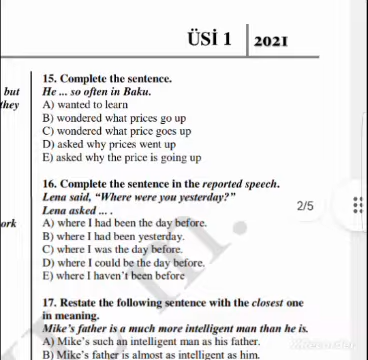 ÜSİ 1 2021
but
they
ork
15. Complete the sentence.
He ... so often in Baku.
A) wanted to learn
B) wondered what prices go up
C) wondered what price goes up
D) asked why prices went up
E) asked why the price is going up
16. Complete the sentence in the reported speech.
Lena said, “Where were you yesterday?”
Lena asked ... .
2/5
A) where I had been the day before.
B) where I had been yesterday.
C) where I was the day before.
D) where I could be the day before.
E) where I haven’t been before
17. Restate the following sentence with the closest one
in meaning.
Mike’s father is a much more intelligent man than he is.
A) Mike’s such an intelligent man as his father.
B) Mike’s father is almost as intelligent as him.